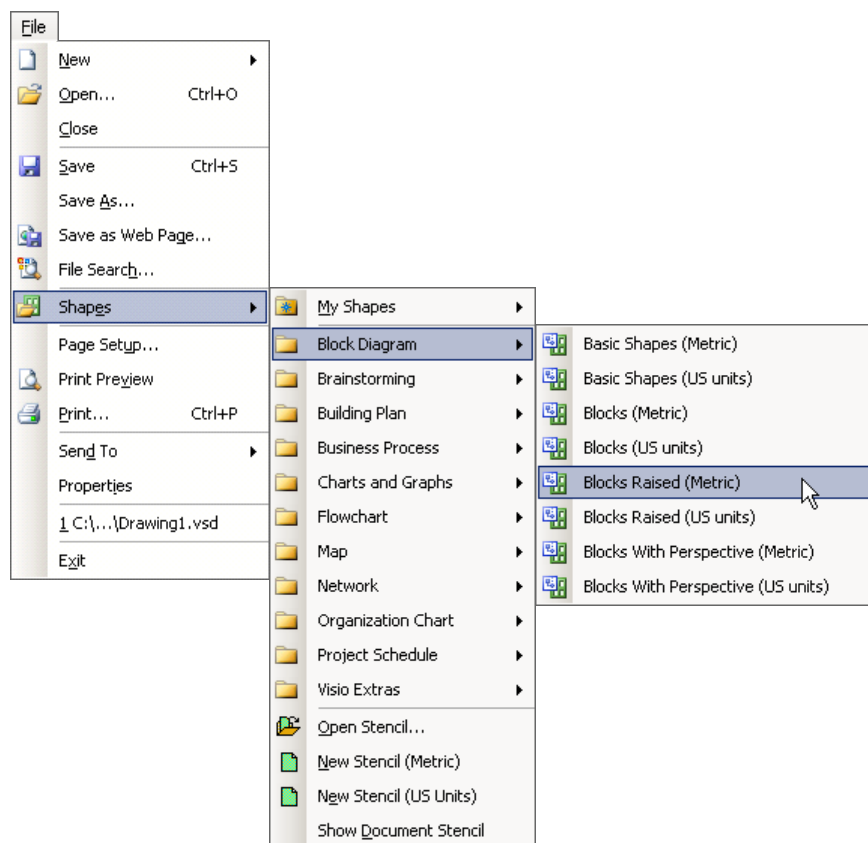 File
New
Open... Ctrl+O
Close
Save Ctrl+S
Save As...
Save as Web Page...
File Search...
Shapes
Page Setup...
Print Preview
Print... Ctrl+P
Send To
Properties
1 C:\...\Drawing1.vsd
Exit
My Shapes
Block Diagram
Brainstorming
Building Plan
Business Process
Charts and Graphs
Flowchart
Map
Network
Organization Chart
Project Schedule
Visio Extras
Open Stencil...
New Stencil (Metric)
New Stencil (US Units)
Show Document Stencil
Basic Shapes (Metric)
Basic Shapes (US units)
Blocks (Metric)
Blocks (US units)
Blocks Raised (Metric)
Blocks Raised (US units)
Blocks With Perspective (Metric)
Blocks With Perspective (US units)